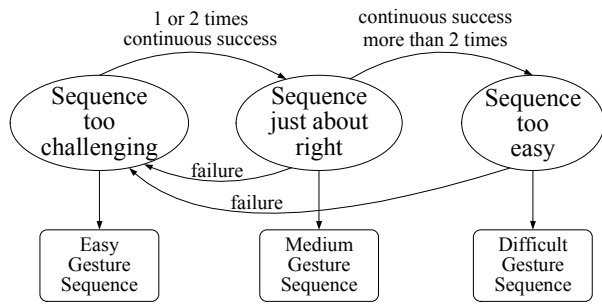 1 or 2 times
continuous success
continuous success
more than 2 times
Sequence
too
challenging
Sequence
just about
right
Sequence
too
easy
failure
failure
Easy
Gesture
Sequence
Medium
Gesture
Sequence
Difficult
Gesture
Sequence